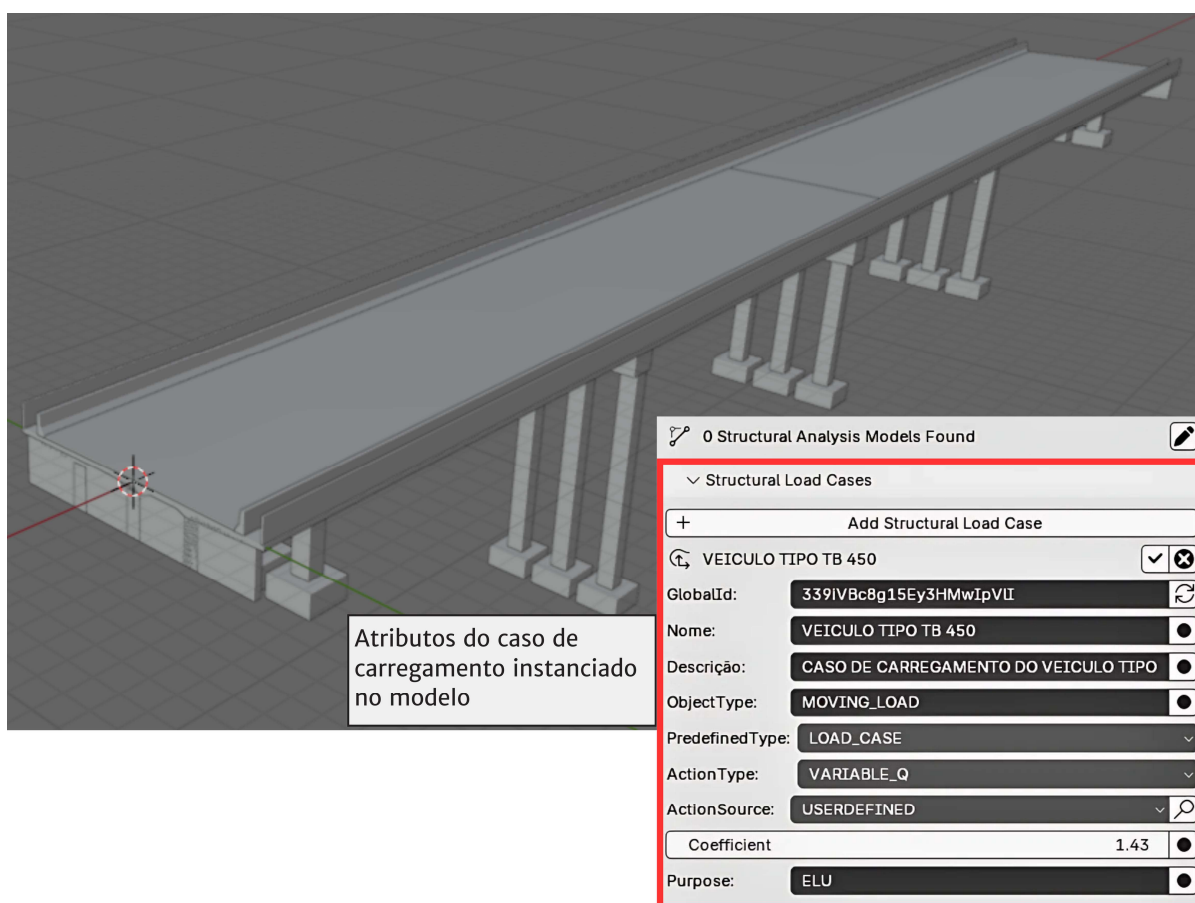 0 Structural Analysis Models Found
Structural Load Cases
+ Add Structural Load Case
VEICULO TIPO TB 450
GlobalId: 339iVBc8g15Ey3HMwIpVlI
Nome: VEICULO TIPO TB 450
Descrição: CASO DE CARREGAMENTO DO VEICULO TIPO
ObjectType: MOVING_LOAD
PredefinedType: LOAD_CASE
ActionType: VARIABLE_Q
ActionSource: USERDEFINED
Coefficient 1.43
Purpose: ELU
Atributos do caso de
carregamento instanciado
no modelo